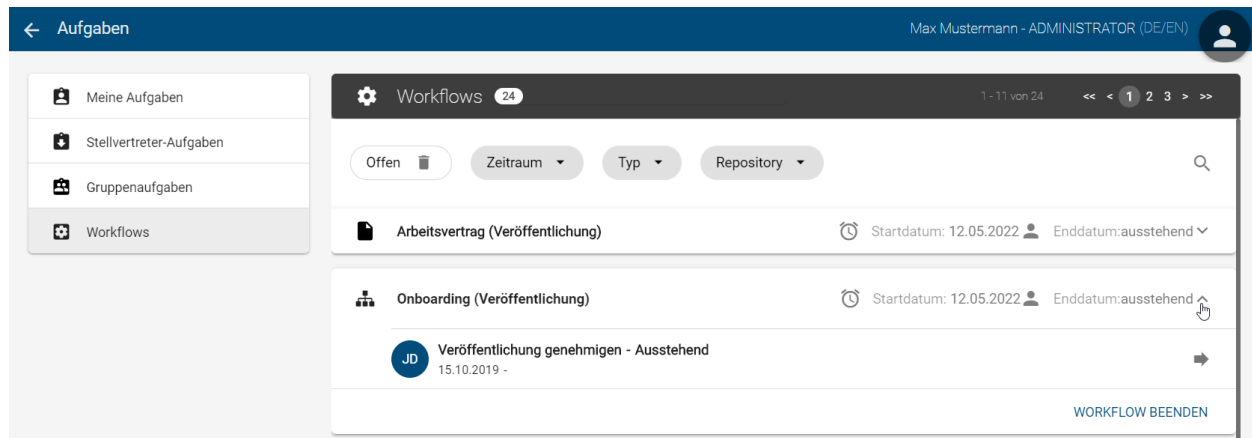 Aufgaben
Max Mustermann - ADMINISTRATOR (DE/EN)
Meine Aufgaben
Stellvertreter-Aufgaben
Gruppenaufgaben
Workflows
Workflows 24
1 - 11 von 24 << < 1 2 3 > >>
Offen Zeitraum Typ Repository
Arbeitsvertrag (Veröffentlichung) Startdatum: 12.05.2022 Enddatum:ausstehend
Onboarding (Veröffentlichung) Startdatum: 12.05.2022 Enddatum:ausstehend
JD
Veröffentlichung genehmigen - Ausstehend
15.10.2019 -
WORKFLOW BEENDEN